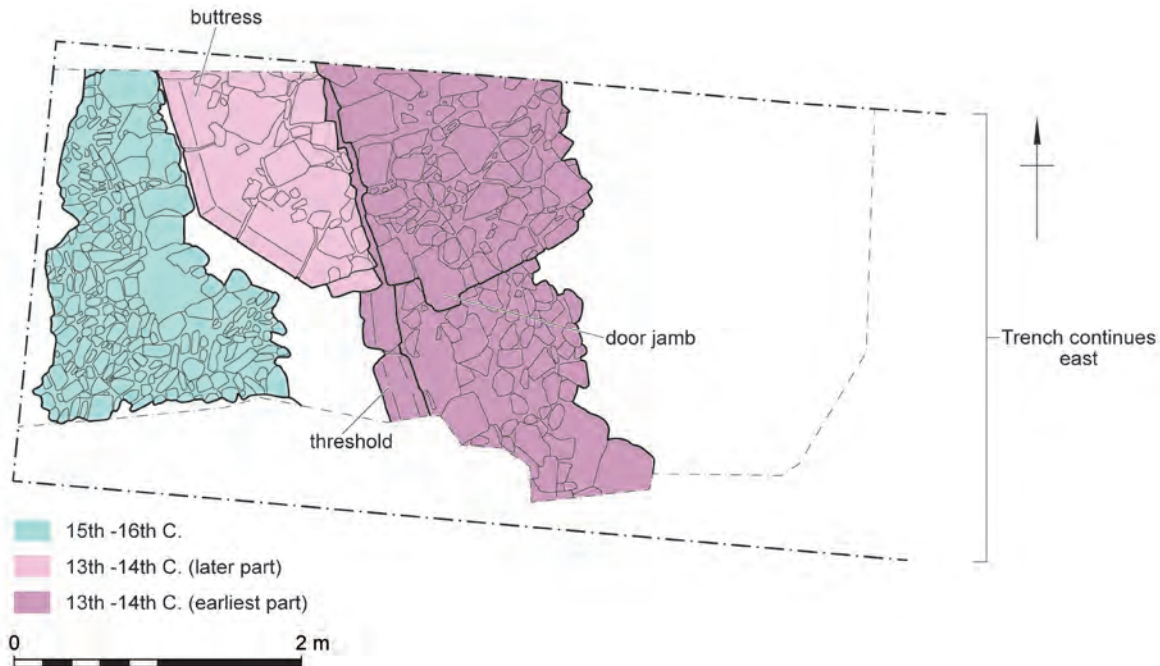 buttress
door jamb
Trench continues
east
threshold
15th -16th C.
13th -14th C. (later part)
13th -14th C. (earliest part)
0 2 m